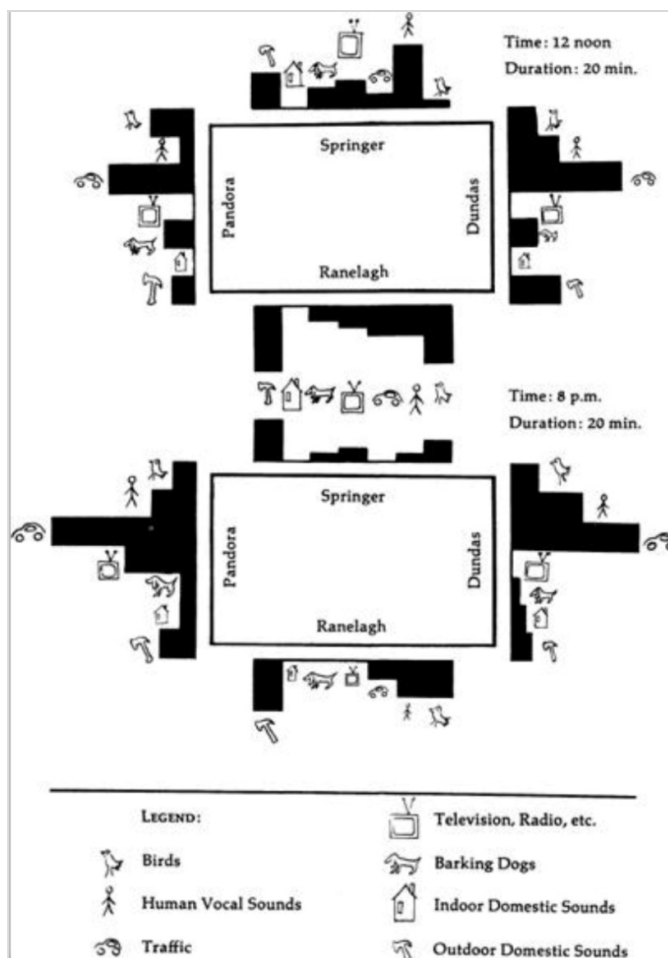 Time: 12 noon
Duration: 20 min.
Springer
Pandora
Dundas
Ranelagh
Time: 8 p.m.
Duration: 20 min.
Springer
Pandora
Dundas
Ranelagh
LEGEND:
Television, Radio, etc.
Birds
Barking Dogs
Human Vocal Sounds
Indoor Domestic Sounds
Traffic
Outdoor Domestic Sounds